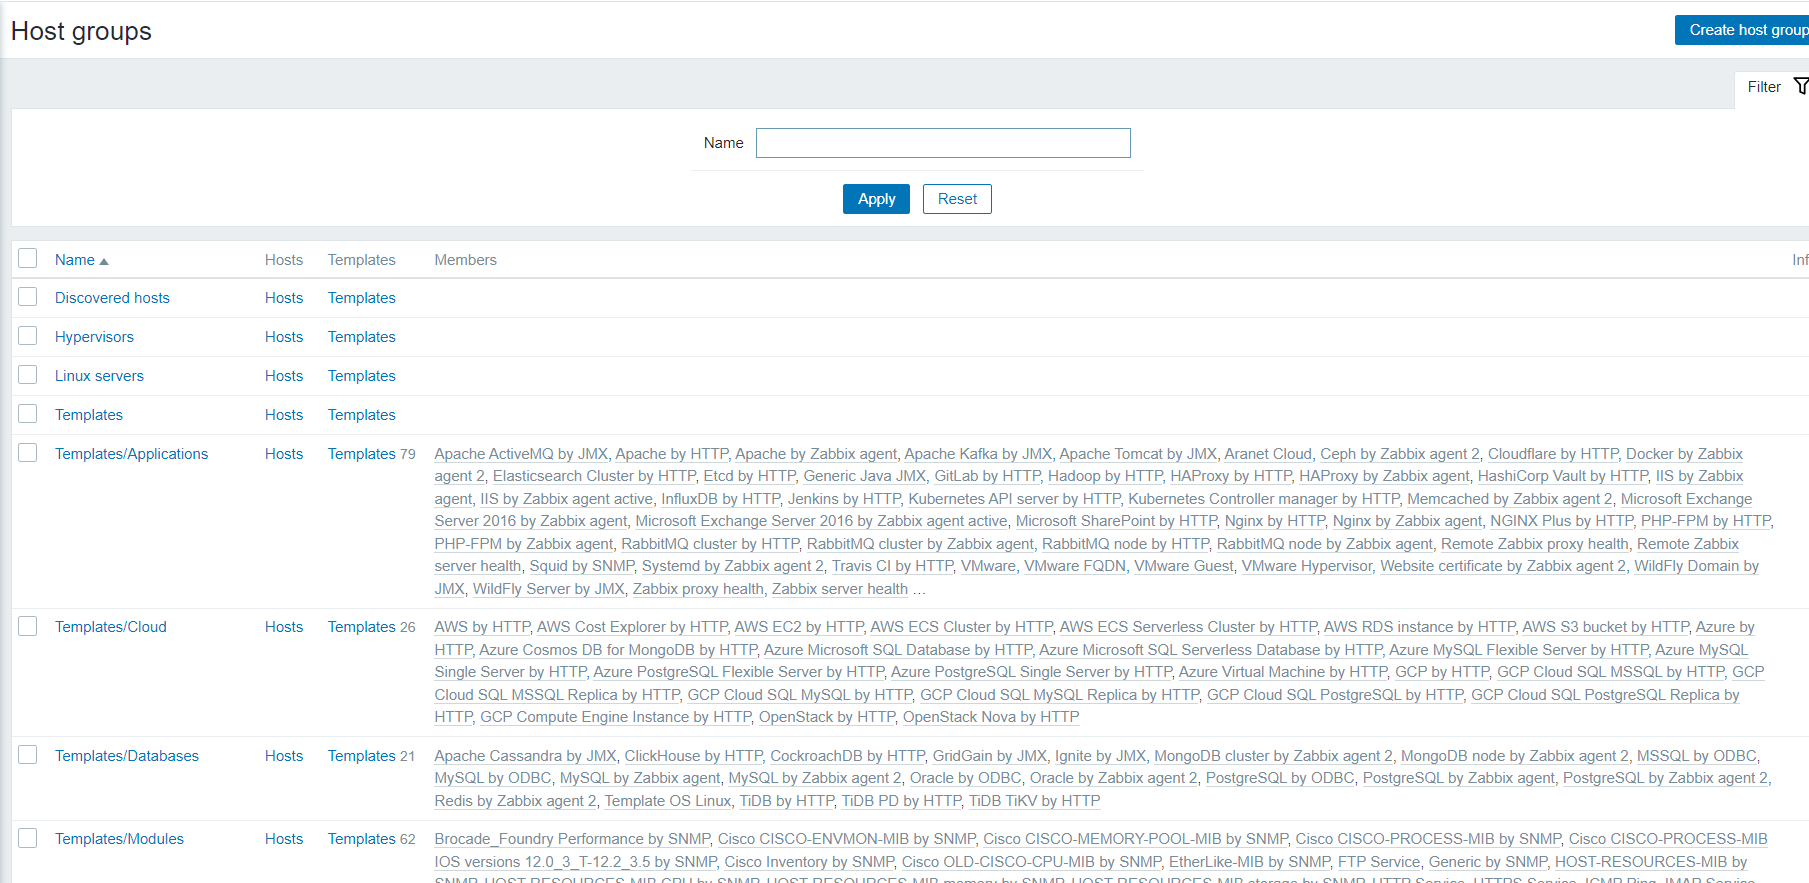 Host groups
Create host group
Filter
Name
Apply Reset
Name Hosts Templates Members Inf
Discovered hosts Hosts Templates
Hypervisors Hosts Templates
Linux servers Hosts Templates
Templates Hosts Templates
Templates/Applications Hosts Templates 79 Apache ActiveMQ by JMX, Apache by HTTP, Apache by Zabbix agent, Apache Kafka by JMX, Apache Tomcat by JMX, Aranet Cloud, Ceph by Zabbix agent 2, Cloudflare by HTTP, Docker by Zabbix
agent 2, Elasticsearch Cluster by HTTP, Etcd by HTTP, Generic Java JMX, GitLab by HTTP, Hadoop by HTTP, HAProxy by HTTP, HAProxy by Zabbix agent, HashiCorp Vault by HTTP, IIS by Zabbix
agent, IIS by Zabbix agent active, InfluxDB by HTTP, Jenkins by HTTP, Kubernetes API server by HTTP, Kubernetes Controller manager by HTTP, Memcached by Zabbix agent 2, Microsoft Exchange
Server 2016 by Zabbix agent, Microsoft Exchange Server 2016 by Zabbix agent active, Microsoft SharePoint by HTTP, Nginx by HTTP, Nginx by Zabbix agent, NGINX Plus by HTTP, PHP-FPM by HTTP,
PHP-FPM by Zabbix agent, RabbitMQ cluster by HTTP, RabbitMQ cluster by Zabbix agent, RabbitMQ node by HTTP, RabbitMQ node by Zabbix agent, Remote Zabbix proxy health, Remote Zabbix
server health, Squid by SNMP, Systemd by Zabbix agent 2, Travis CI by HTTP, VMware, VMware FQDN, VMware Guest, VMware Hypervisor, Website certificate by Zabbix agent 2, WildFly Domain by
JMX, WildFly Server by JMX, Zabbix proxy health, Zabbix server health …
Templates/Cloud Hosts Templates 26 AWS by HTTP, AWS Cost Explorer by HTTP, AWS EC2 by HTTP, AWS ECS Cluster by HTTP, AWS ECS Serverless Cluster by HTTP, AWS RDS instance by HTTP, AWS S3 bucket by HTTP, Azure by
HTTP, Azure Cosmos DB for MongoDB by HTTP, Azure Microsoft SQL Database by HTTP, Azure Microsoft SQL Serverless Database by HTTP, Azure MySQL Flexible Server by HTTP, Azure MySQL
Single Server by HTTP, Azure PostgreSQL Flexible Server by HTTP, Azure PostgreSQL Single Server by HTTP, Azure Virtual Machine by HTTP, GCP by HTTP, GCP Cloud SQL MSSQL by HTTP, GCP
Cloud SQL MSSQL Replica by HTTP, GCP Cloud SQL MySQL by HTTP, GCP Cloud SQL MySQL Replica by HTTP, GCP Cloud SQL PostgreSQL by HTTP, GCP Cloud SQL PostgreSQL Replica by
HTTP, GCP Compute Engine Instance by HTTP, OpenStack by HTTP, OpenStack Nova by HTTP
Templates/Databases Hosts Templates 21 Apache Cassandra by JMX, ClickHouse by HTTP, CockroachDB by HTTP, GridGain by JMX, Ignite by JMX, MongoDB cluster by Zabbix agent 2, MongoDB node by Zabbix agent 2, MSSQL by ODBC,
MySQL by ODBC, MySQL by Zabbix agent, MySQL by Zabbix agent 2, Oracle by ODBC, Oracle by Zabbix agent 2, PostgreSQL by ODBC, PostgreSQL by Zabbix agent, PostgreSQL by Zabbix agent 2,
Redis by Zabbix agent 2, Template OS Linux, TiDB by HTTP, TiDB PD by HTTP, TiDB TiKV by HTTP
Templates/Modules Hosts Templates 62 Brocade_Foundry Performance by SNMP, Cisco CISCO-ENVMON-MIB by SNMP, Cisco CISCO-MEMORY-POOL-MIB by SNMP, Cisco CISCO-PROCESS-MIB by SNMP, Cisco CISCO-PROCESS-MIB
IOS versions 12.0_3_T-12.2_3.5 by SNMP, Cisco Inventory by SNMP, Cisco OLD-CISCO-CPU-MIB by SNMP, EtherLike-MIB by SNMP, FTP Service, Generic by SNMP, HOST-RESOURCES-MIB by
SNMP, HOST-RESOURCES-MIB CPU by SNMP, HOST-RESOURCES-MIB memory by SNMP, HOST-RESOURCES-MIB storage by SNMP, HTTP Service, HTTPS Service, ICMP Ping, IMAP Service,